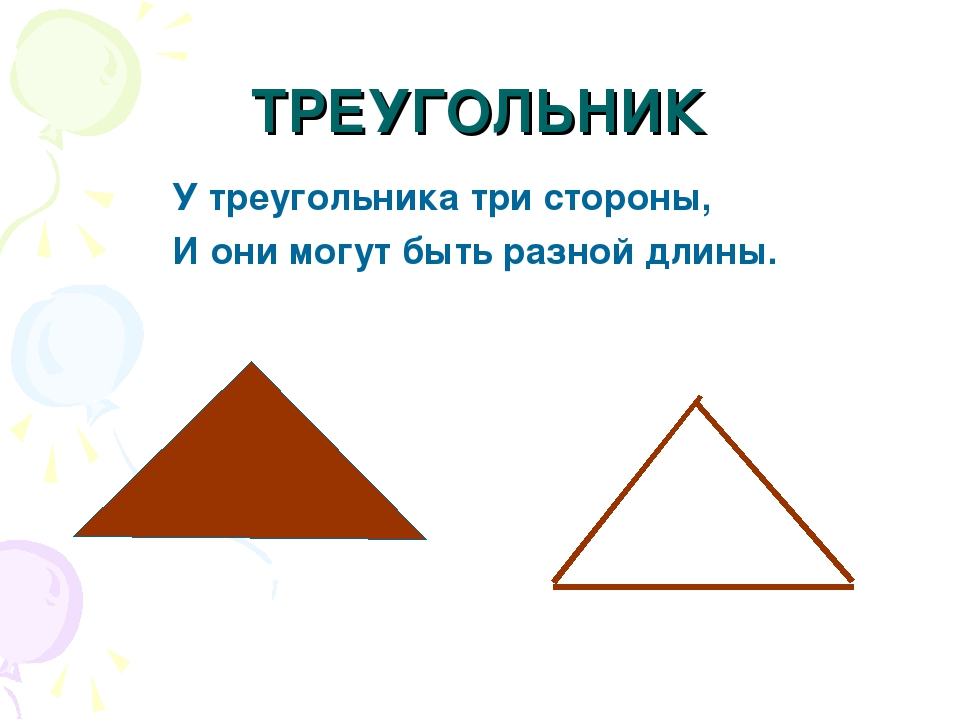 ТРЕУГОЛЬНИК
У треугольника три стороны,
И они могут быть разной длины.